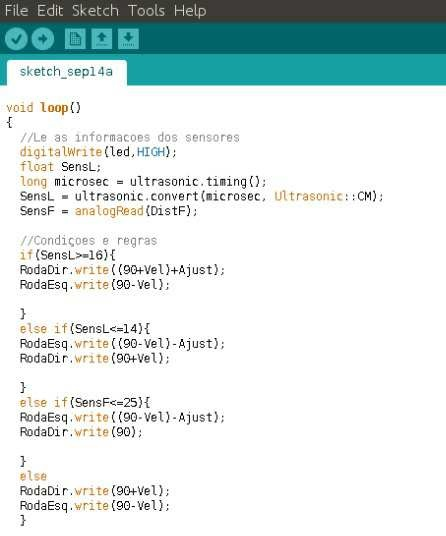 File Edit Sketch Tools Help
sketch_sep14a
void loop()
{
//Le as informacoes dos sensores
digitalWrite(led,HIGH);
float SensL;
long microsec = ultrasonic.timing();
SensL = ultrasonic.convert(microsec, Ultrasonic::CM);
SensF = analogRead(DistF);
//Condiçoes e regras
if(SensL>=16){
RodaDir.write((90+Vel)+Ajust);
RodaEsq.write(90-Vel);
}
else if(SensL<=14){
RodaEsq.write((90-Vel)-Ajust);
RodaDir.write(90+Vel);
}
else if(SensF<=25){
RodaEsq.write((90-Vel)-Ajust);
RodaDir.write(90);
}
else
RodaDir.write(90+Vel);
RodaEsq.write(90-Vel);
}